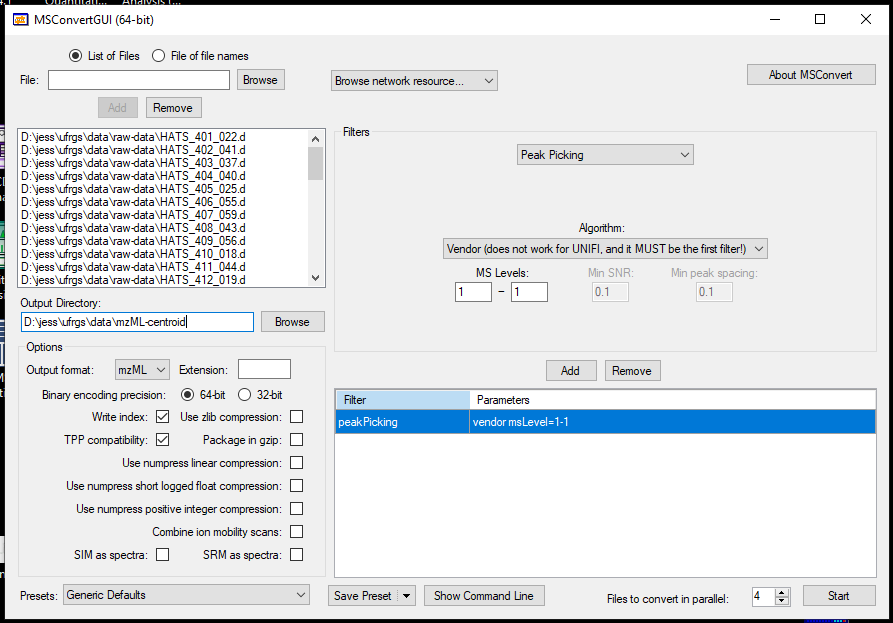 MSConvertGUI (64-bit)
List of Files
File of file names
File:
Browse
Browse network resource...
About MSConvert
Add
Remove
D:\jess\ufrgs\data\raw-data\HATS_401_022.d
D:\jess\ufrgs\data\raw-data\HATS_402_041.d
D:\jess\ufrgs\data\raw-data\HATS_403_037.d
D:\jess\ufrgs\data\raw-data\HATS_404_040.d
D:\jess\ufrgs\data\raw-data\HATS_405_025.d
D:\jess\ufrgs\data\raw-data\HATS_406_055.d
D:\jess\ufrgs\data\raw-data\HATS_407_059.d
D:\jess\ufrgs\data\raw-data\HATS_408_043.d
D:\jess\ufrgs\data\raw-data\HATS_409_056.d
D:\jess\ufrgs\data\raw-data\HATS_410_018.d
D:\jess\ufrgs\data\raw-data\HATS_411_044.d
D:\jess\ufrgs\data\raw-data\HATS_412_019.d
Output Directory:
D:\jess\ufrgs\data\mzML-centroid
Browse
Options
Output format:
mzML
Extension:
Binary encoding precision:
64-bit
32-bit
Write index:
Use zlib compression:
TPP compatibility:
Package in gzip:
Use numpress linear compression:
Use numpress short logged float compression:
Use numpress positive integer compression:
Combine ion mobility scans:
SIM as spectra:
SRM as spectra:
Filters
Peak Picking
Algorithm:
Vendor (does not work for UNIFI, and it MUST be the first filter!)
MS Levels:
Min SNR:
Min peak spacing:
1 – 1
0.1
0.1
Add
Remove
Filter
Parameters
peakPicking
vendor msLevel=1-1
Presets:
Generic Defaults
Save Preset
Show Command Line
Files to convert in parallel:
4
Start